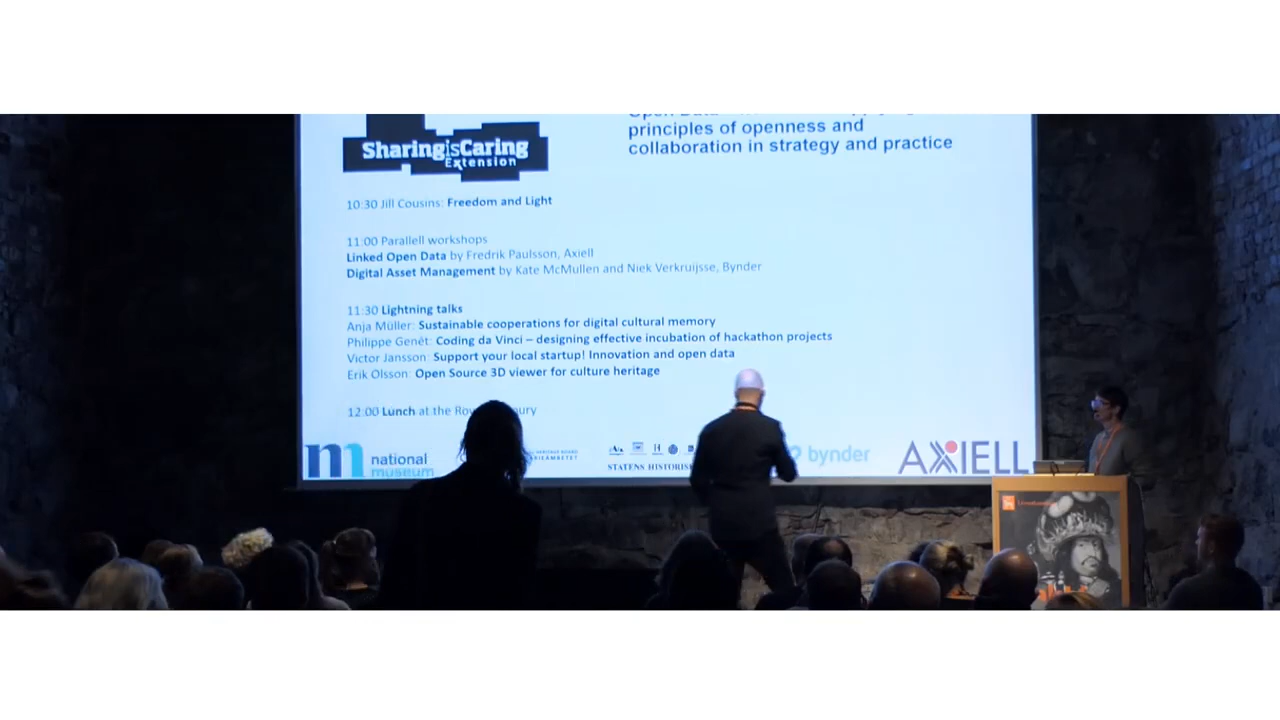 principles of openness and
collaboration in strategy and practice
SharingisCaring
Extension
10:30 Jill Cousins: Freedom and Light
11:00 Parallell workshops
Linked Open Data by Fredrik Paulsson, Axiell
Digital Asset Management by Kate McMullen and Niek Verkruijsse, Bynder
11:30 Lightning talks
Anja Müller: Sustainable cooperations for digital cultural memory
Philippe Genêt: Coding da Vinci – designing effective incubation of hackathon projects
Victor Jansson: Support your local startup! Innovation and open data
Erik Olsson: Open Source 3D viewer for culture heritage
12:00 Lunch at the
national
museum
STATENS
bynder
AXIELL